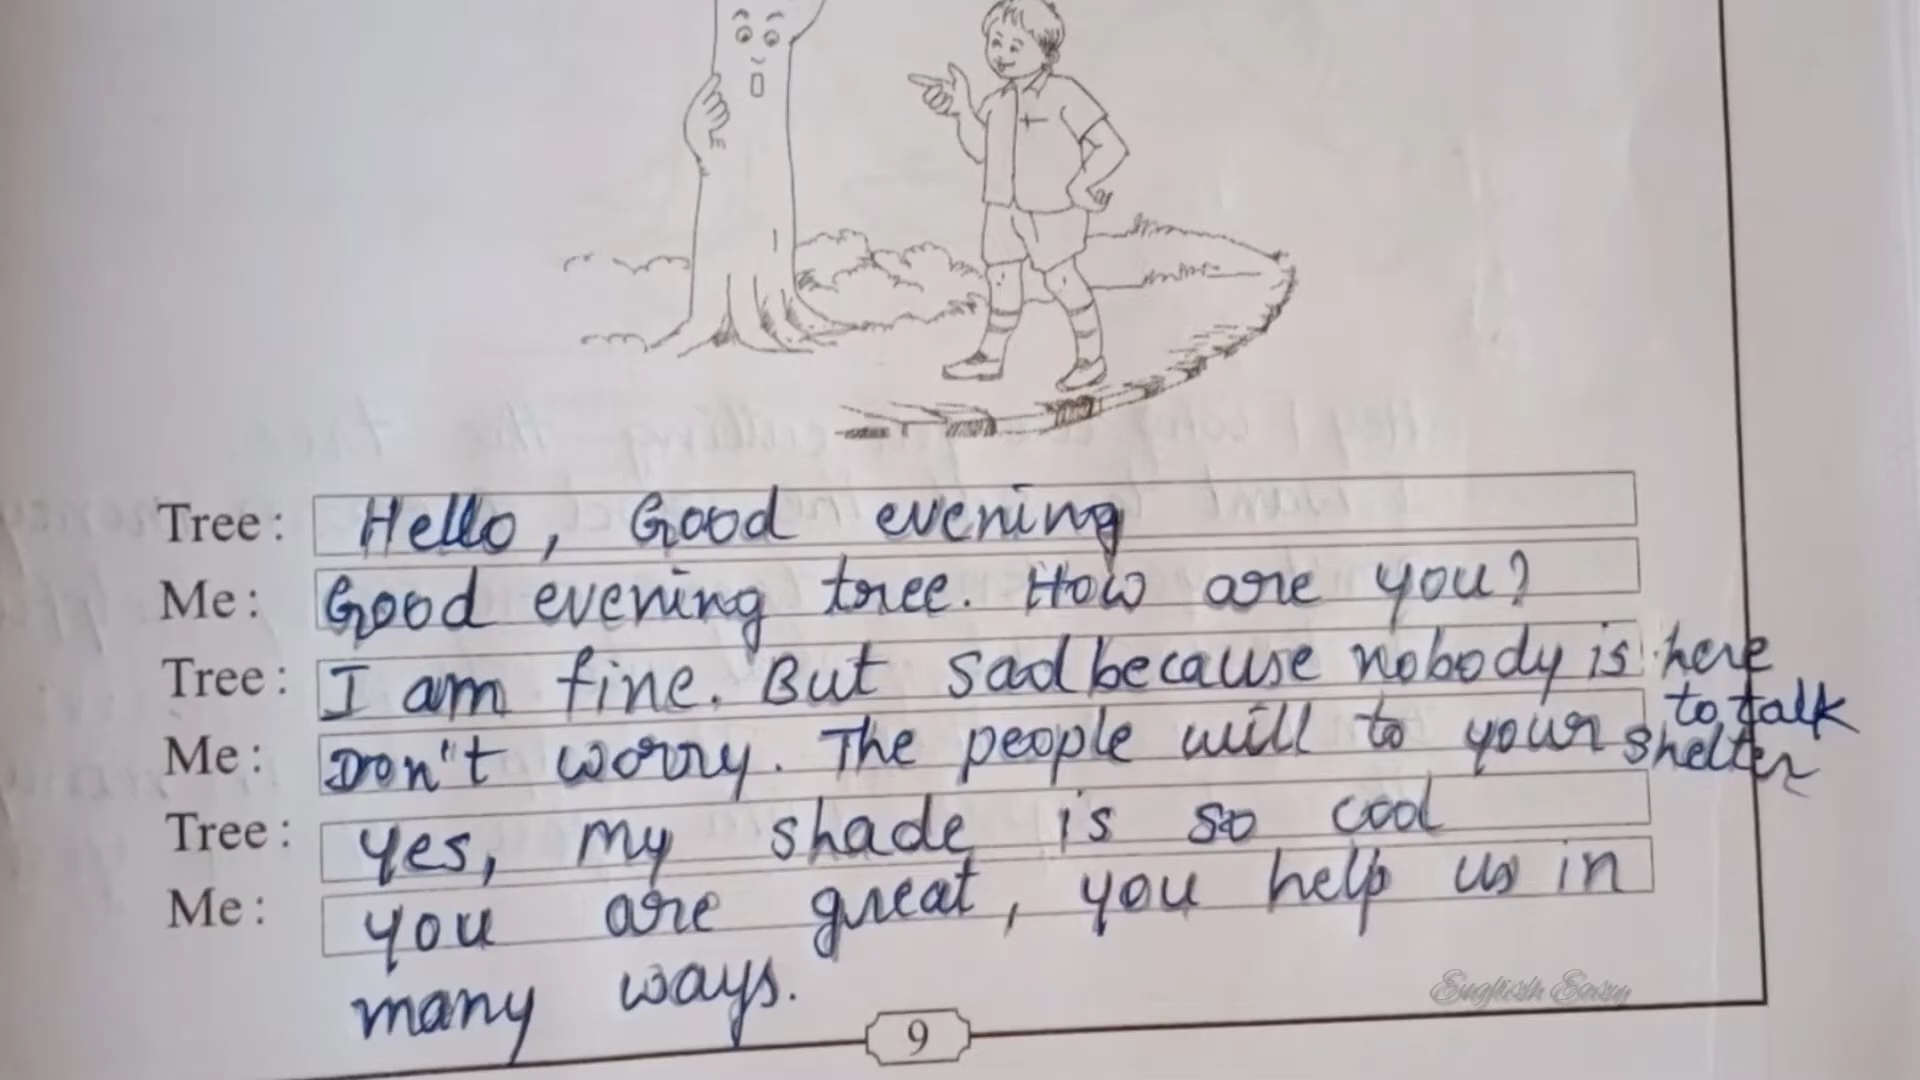 Tree: Hello, Good evening
Me: Good evening tree. How are you?
Tree: I am fine. But sad because nobody is here to talk
Me: Don't worry. The people will to your shelter
Tree: Yes, my shade is so cool
Me: you are great, you help us in
many ways.
English Easy
9